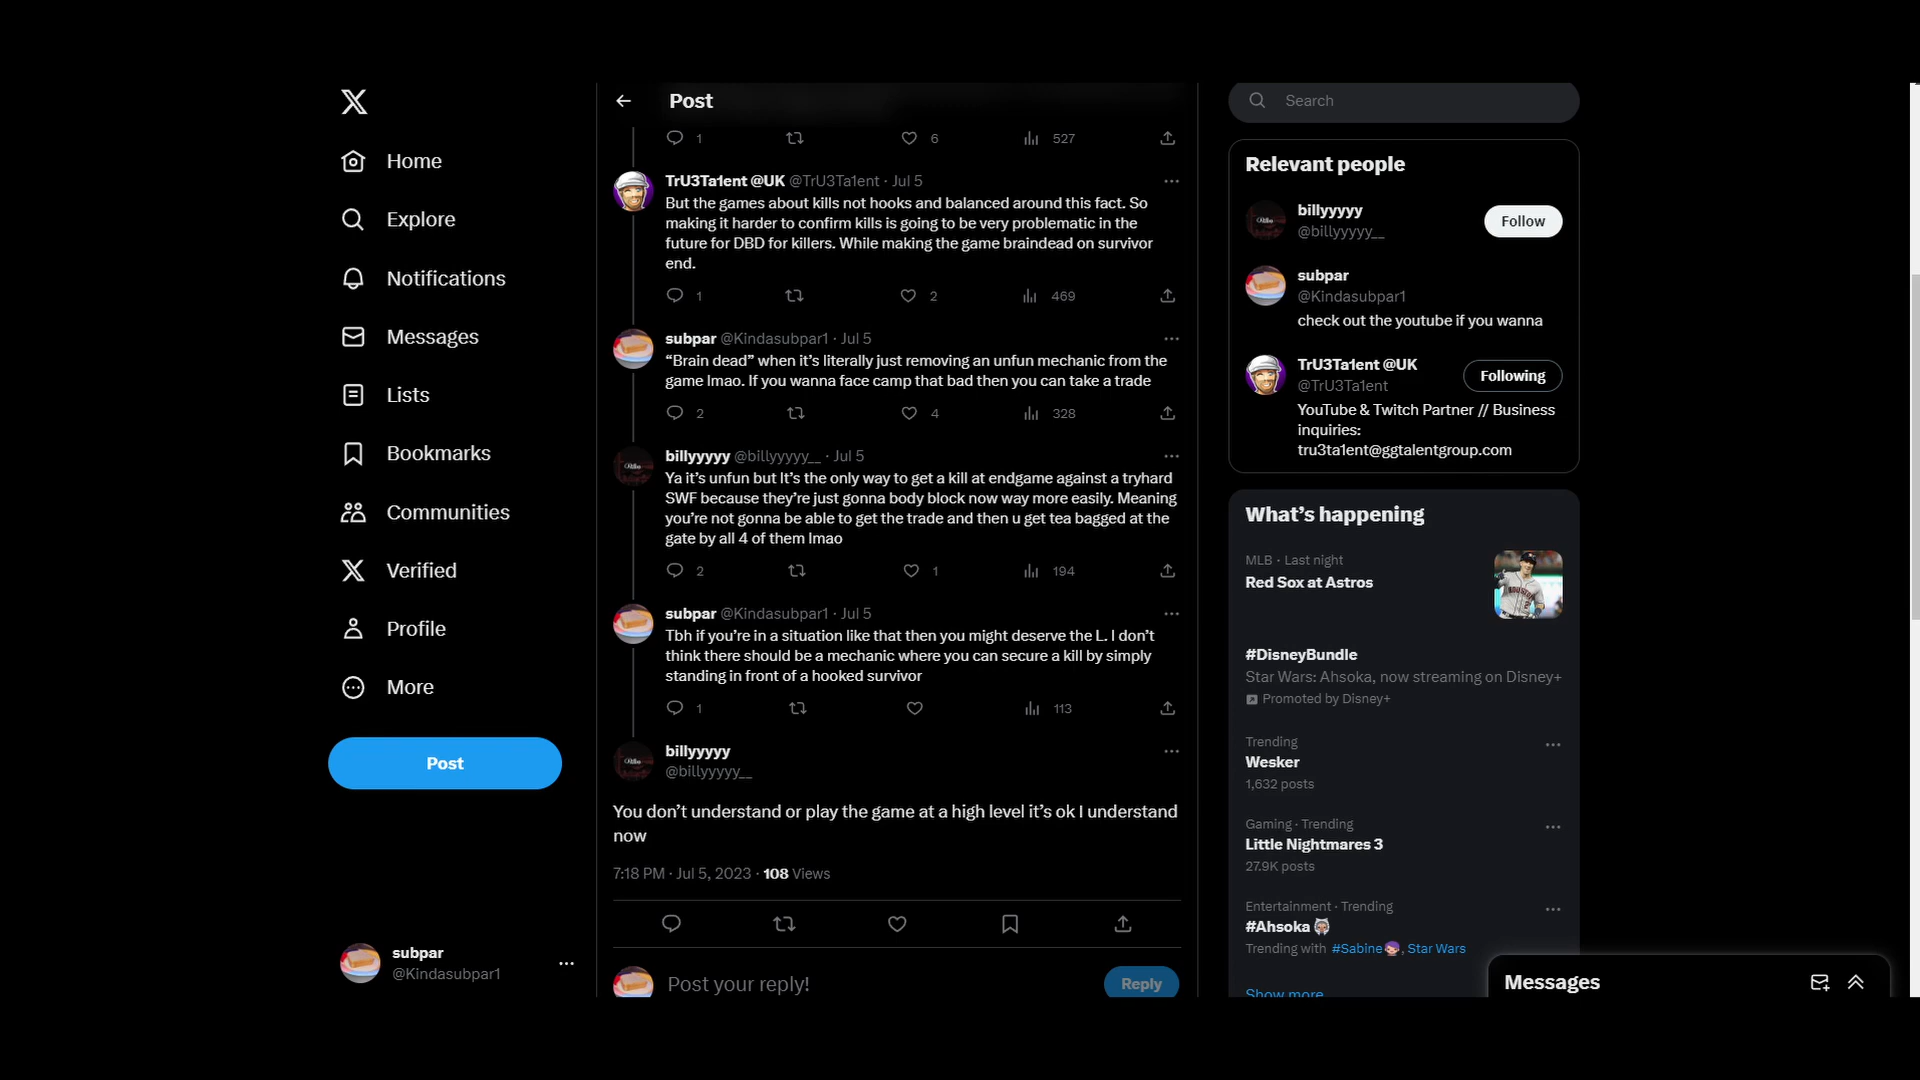 Home
Explore
Notifications
Messages
Lists
Bookmarks
Communities
Verified
Profile
More
Post
subpar
@Kindasubpar1
Post
1 6 527
TrU3Ta1ent @UK @TrU3Ta1ent · Jul 5
But the games about kills not hooks and balanced around this fact. So
making it harder to confirm kills is going to be very problematic in the
future for DBD for killers. While making the game braindead on survivor
end.
1 2 469
subpar @Kindasubpar1 · Jul 5
“Brain dead” when it’s literally just removing an unfun mechanic from the
game lmao. If you wanna face camp that bad then you can take a trade
2 4 328
billyyyyy @billyyyyy__ · Jul 5
Ya it’s unfun but It’s the only way to get a kill at endgame against a tryhard
SWF because they’re just gonna body block now way more easily. Meaning
you’re not gonna be able to get the trade and then u get tea bagged at the
gate by all 4 of them lmao
2 1 194
subpar @Kindasubpar1 · Jul 5
Tbh if you’re in a situation like that then you might deserve the L. I don’t
think there should be a mechanic where you can secure a kill by simply
standing in front of a hooked survivor
1 113
billyyyyy
@billyyyyy__
You don’t understand or play the game at a high level it’s ok I understand
now
7:18 PM · Jul 5, 2023 · 108 Views
Post your reply!
Reply
Search
Relevant people
billyyyyy
@billyyyyy__
Follow
subpar
@Kindasubpar1
check out the youtube if you wanna
TrU3Ta1ent @UK
@TrU3Ta1ent
Following
YouTube & Twitch Partner // Business
inquiries:
tru3ta1ent@ggtalentgroup.com
What’s happening
MLB · Last night
Red Sox at Astros
#DisneyBundle
Star Wars: Ahsoka, now streaming on Disney+
Promoted by Disney+
Trending
Wesker
1,632 posts
Gaming · Trending
Little Nightmares 3
27.9K posts
Entertainment · Trending
#Ahsoka
Trending with #Sabine, Star Wars
Show more
Messages